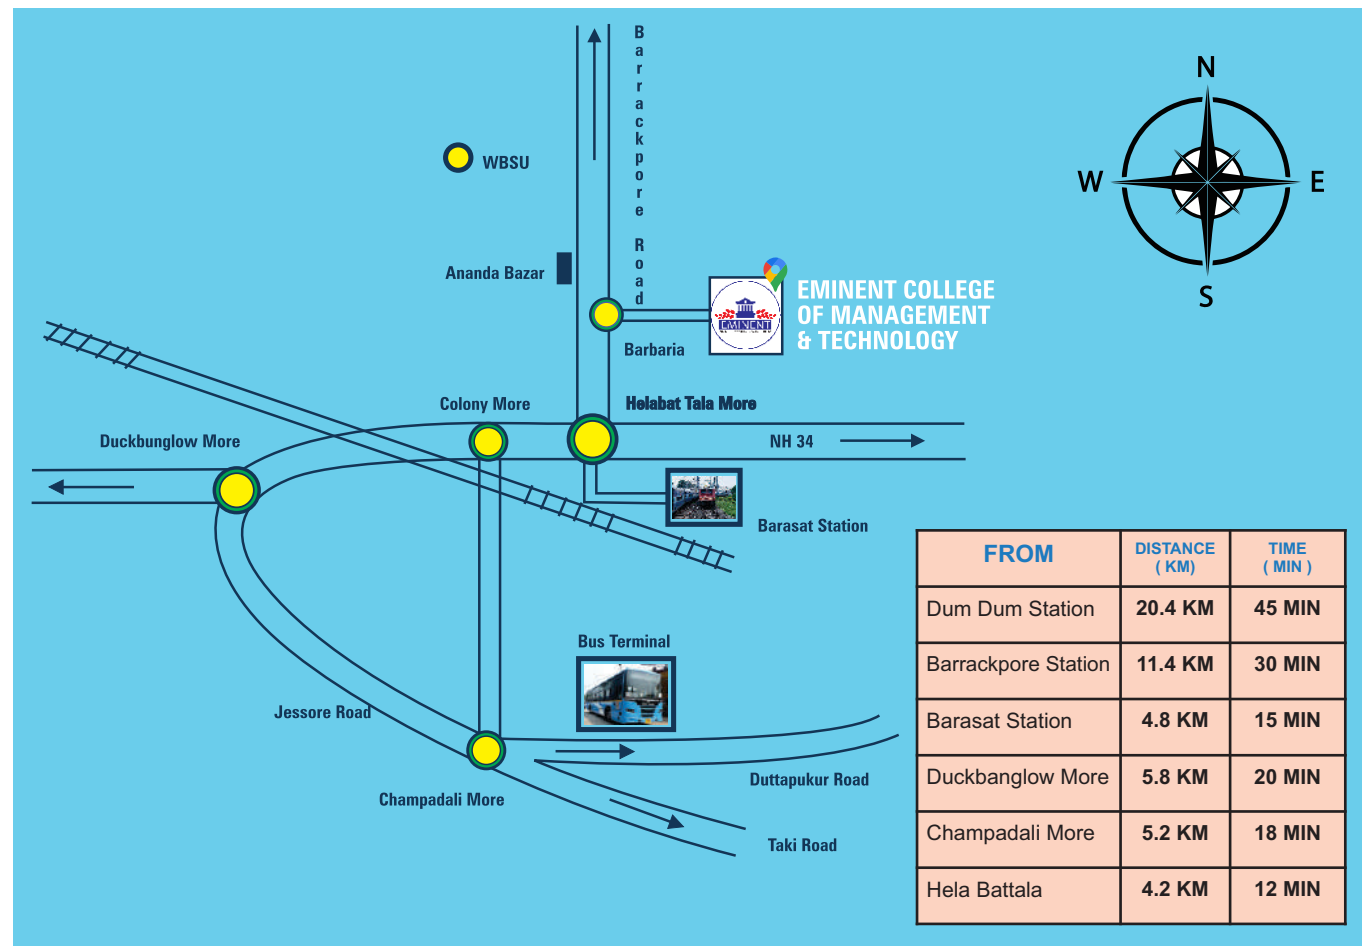 Barrackpore Road
N
W
E
S
WBSU
Ananda Bazar
EMINENT
EMINENT COLLEGE
OF MANAGEMENT
& TECHNOLOGY
Barbaria
Colony More
Helabat Tala More
Duckbunglow More
NH 34
Barasat Station
Bus Terminal
Jessore Road
Duttapukur Road
Champadali More
Taki Road
FROM DISTANCE ( KM) TIME ( MIN )
Dum Dum Station 20.4 KM 45 MIN
Barrackpore Station 11.4 KM 30 MIN
Barasat Station 4.8 KM 15 MIN
Duckbanglow More 5.8 KM 20 MIN
Champadali More 5.2 KM 18 MIN
Hela Battala 4.2 KM 12 MIN